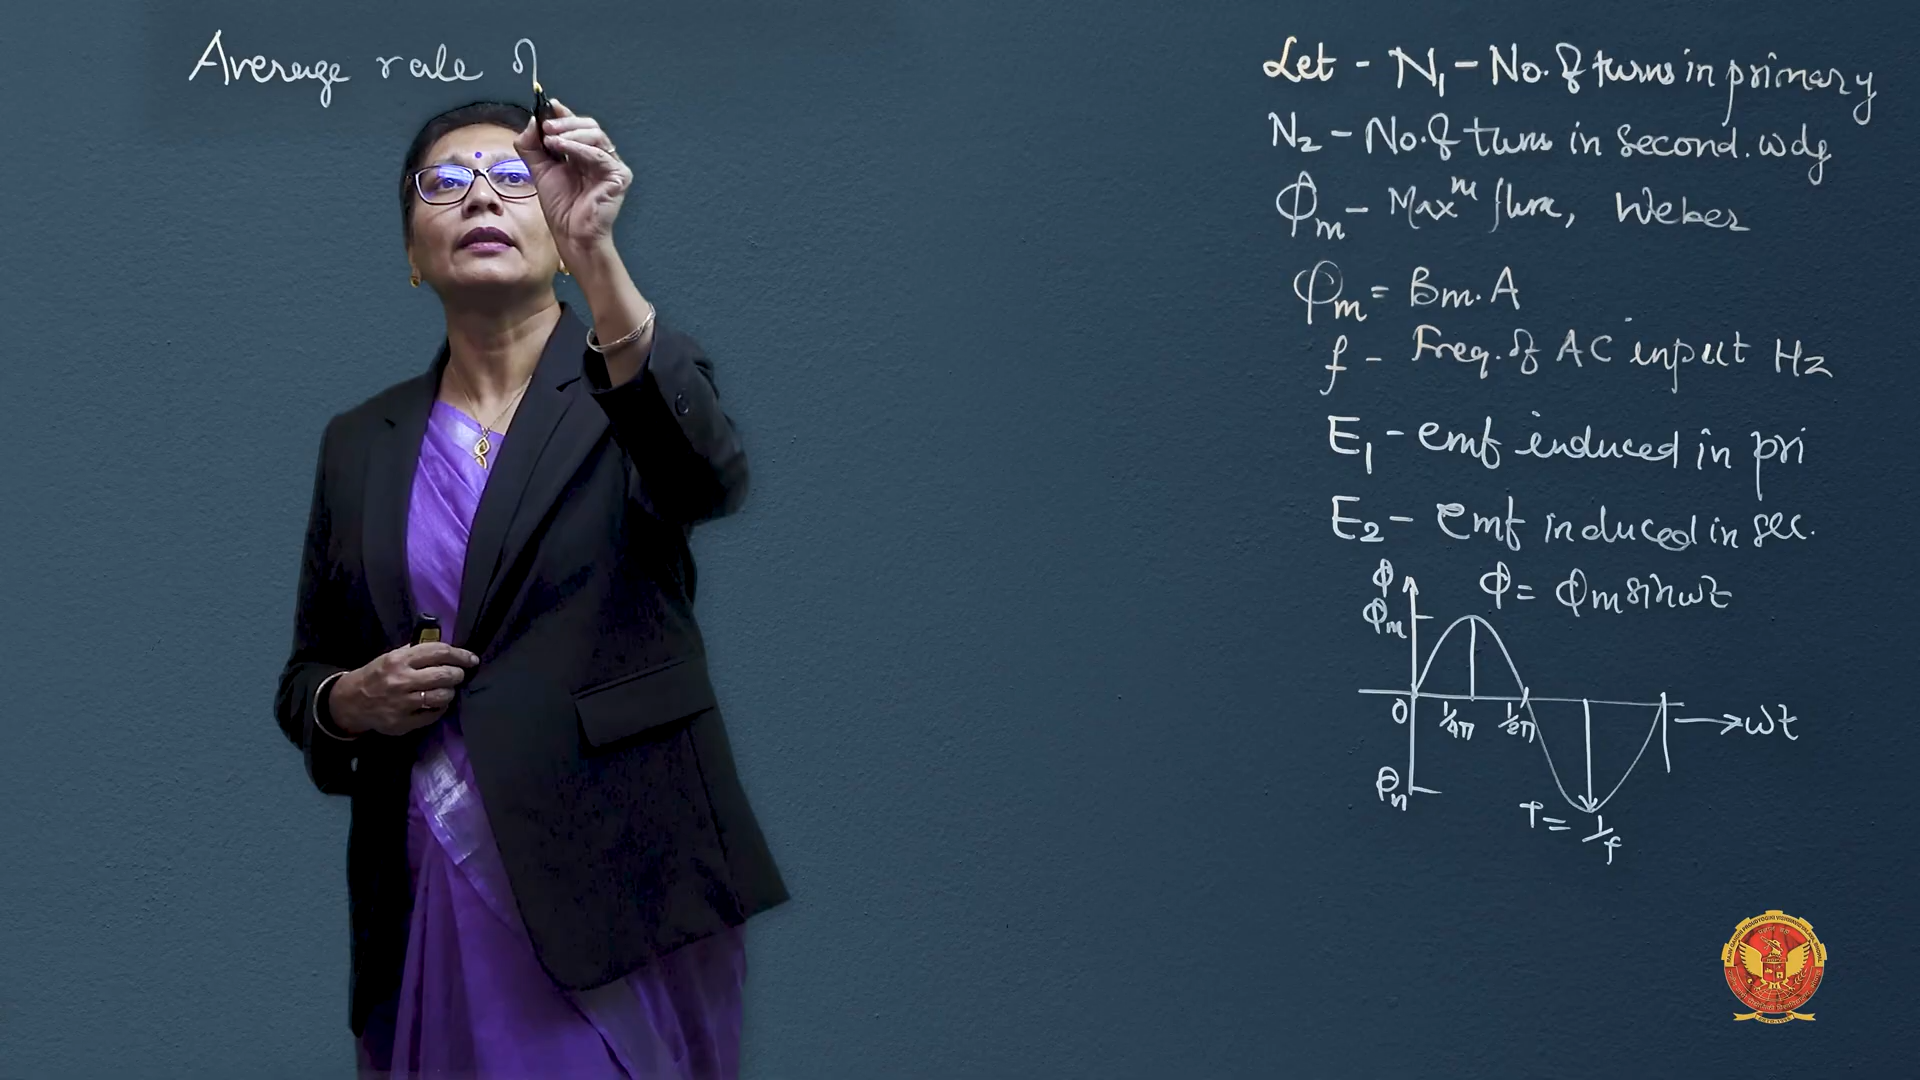 Average rate of
Let - N₁ - No. of turns in primary
N₂ - No. of turns in second. wdg
Φm - Maxᵐ flux, Weber
φm = Bm. A
f - Freq. of AC input Hz
E₁ - emf induced in pri
E₂ - emf induced in sec.
Φ
Φ = Φm sinωt
Φm
0
1/4π
1/2π
ωt
T = 1/f